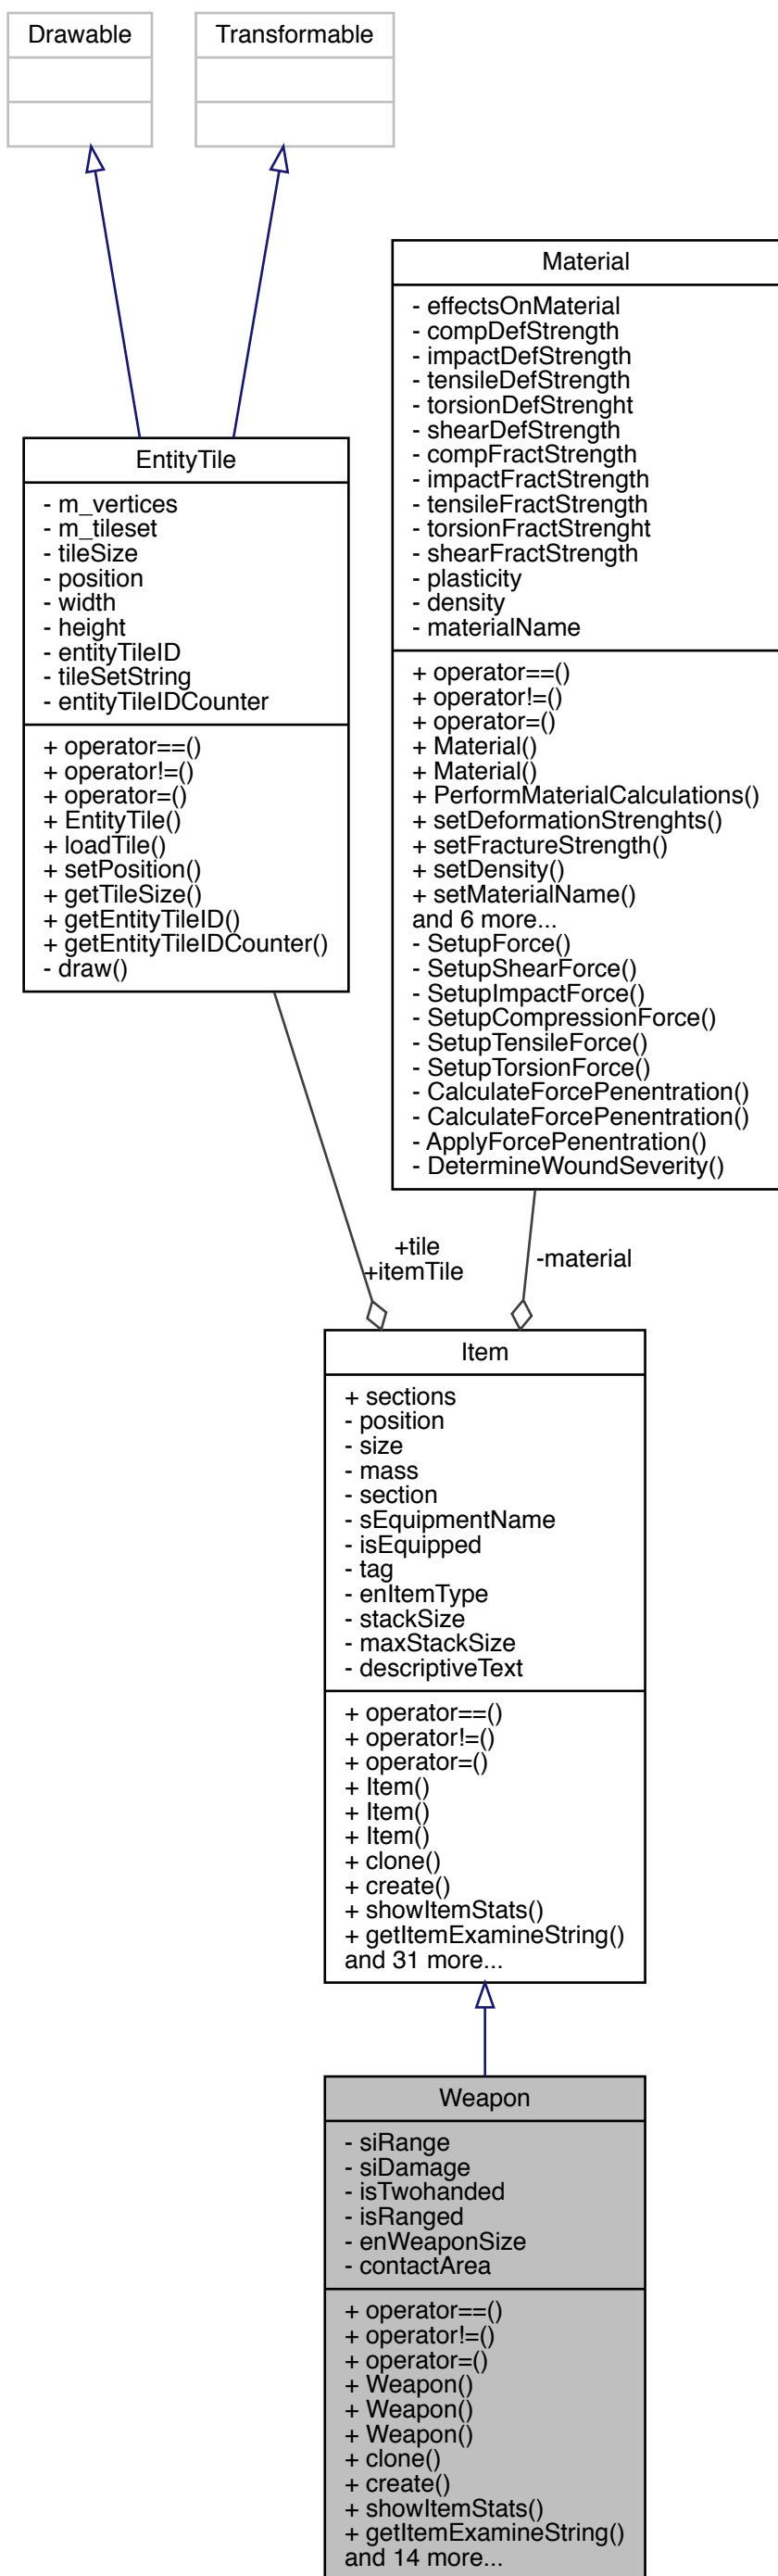 Drawable
Transformable
Material
- effectsOnMaterial
- compDefStrength
- impactDefStrength
- tensileDefStrength
- torsionDefStrenght
- shearDefStrength
- compFractStrength
- impactFractStrength
- tensileFractStrength
- torsionFractStrenght
- shearFractStrength
- plasticity
- density
- materialName
+ operator==()
+ operator!=()
+ operator=()
+ Material()
+ Material()
+ PerformMaterialCalculations()
+ setDeformationStrenghts()
+ setFractureStrength()
+ setDensity()
+ setMaterialName()
and 6 more...
- SetupForce()
- SetupShearForce()
- SetupImpactForce()
- SetupCompressionForce()
- SetupTensileForce()
- SetupTorsionForce()
- CalculateForcePenentration()
- CalculateForcePenentration()
- ApplyForcePenentration()
- DetermineWoundSeverity()
EntityTile
- m_vertices
- m_tileset
- tileSize
- position
- width
- height
- entityTileID
- tileSetString
- entityTileIDCounter
+ operator==()
+ operator!=()
+ operator=()
+ EntityTile()
+ loadTile()
+ setPosition()
+ getTileSize()
+ getEntityTileID()
+ getEntityTileIDCounter()
- draw()
+tile
+itemTile
-material
Item
+ sections
- position
- size
- mass
- section
- sEquipmentName
- isEquipped
- tag
- enItemType
- stackSize
- maxStackSize
- descriptiveText
+ operator==()
+ operator!=()
+ operator=()
+ Item()
+ Item()
+ Item()
+ clone()
+ create()
+ showItemStats()
+ getItemExamineString()
and 31 more...
Weapon
- siRange
- siDamage
- isTwohanded
- isRanged
- enWeaponSize
- contactArea
+ operator==()
+ operator!=()
+ operator=()
+ Weapon()
+ Weapon()
+ Weapon()
+ clone()
+ create()
+ showItemStats()
+ getItemExamineString()
and 14 more...